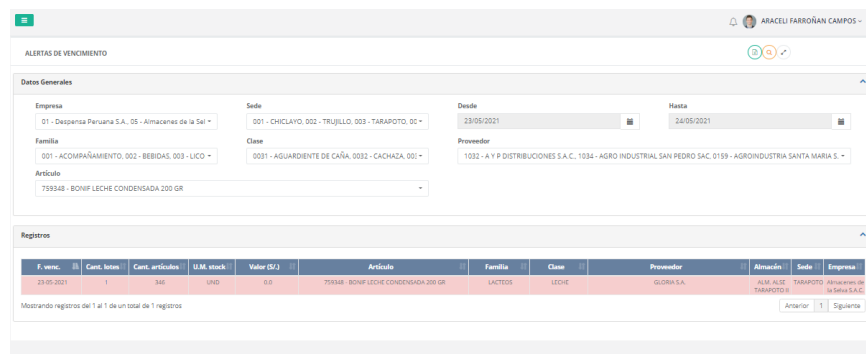 ARACELI FARROÑAN CAMPOS
ALERTAS DE VENCIMIENTO
Datos Generales
Empresa Sede Desde Hasta
01 - Despensa Peruana S.A., 05 - Almacenes de la Sel 001 - CHICLAYO, 002 - TRUJILLO, 003 - TARAPOTO, 00 23/05/2021 24/05/2021
Familia Clase Proveedor
001 - ACOMPAÑAMIENTO, 002 - BEBIDAS, 003 - LICO 0031 - AGUARDIENTE DE CAÑA, 0032 - CACHAZA, 003 1032 - A Y P DISTRIBUCIONES S.A.C., 1034 - AGRO INDUSTRIAL SAN PEDRO SAC, 0159 - AGROINDUSTRIA SANTA MARIA S.
Artículo
759348 - BONIF LECHE CONDENSADA 200 GR
Registros
F. venc. Cant. lotes Cant. artículos U.M. stock Valor (S/.) Artículo Familia Clase Proveedor Almacén Sede Empresa
23-05-2021 1 348 UND 0.0 759348 - BONIF LECHE CONDENSADA 200 GR LACTEOS LECHE GLORIA S.A. ALM. ALSE TARAPOTO II TARAPOTO Almacenes de la Selva S.A.C.
Mostrando registros del 1 al 1 de un total de 1 registros
Anterior 1 Siguiente